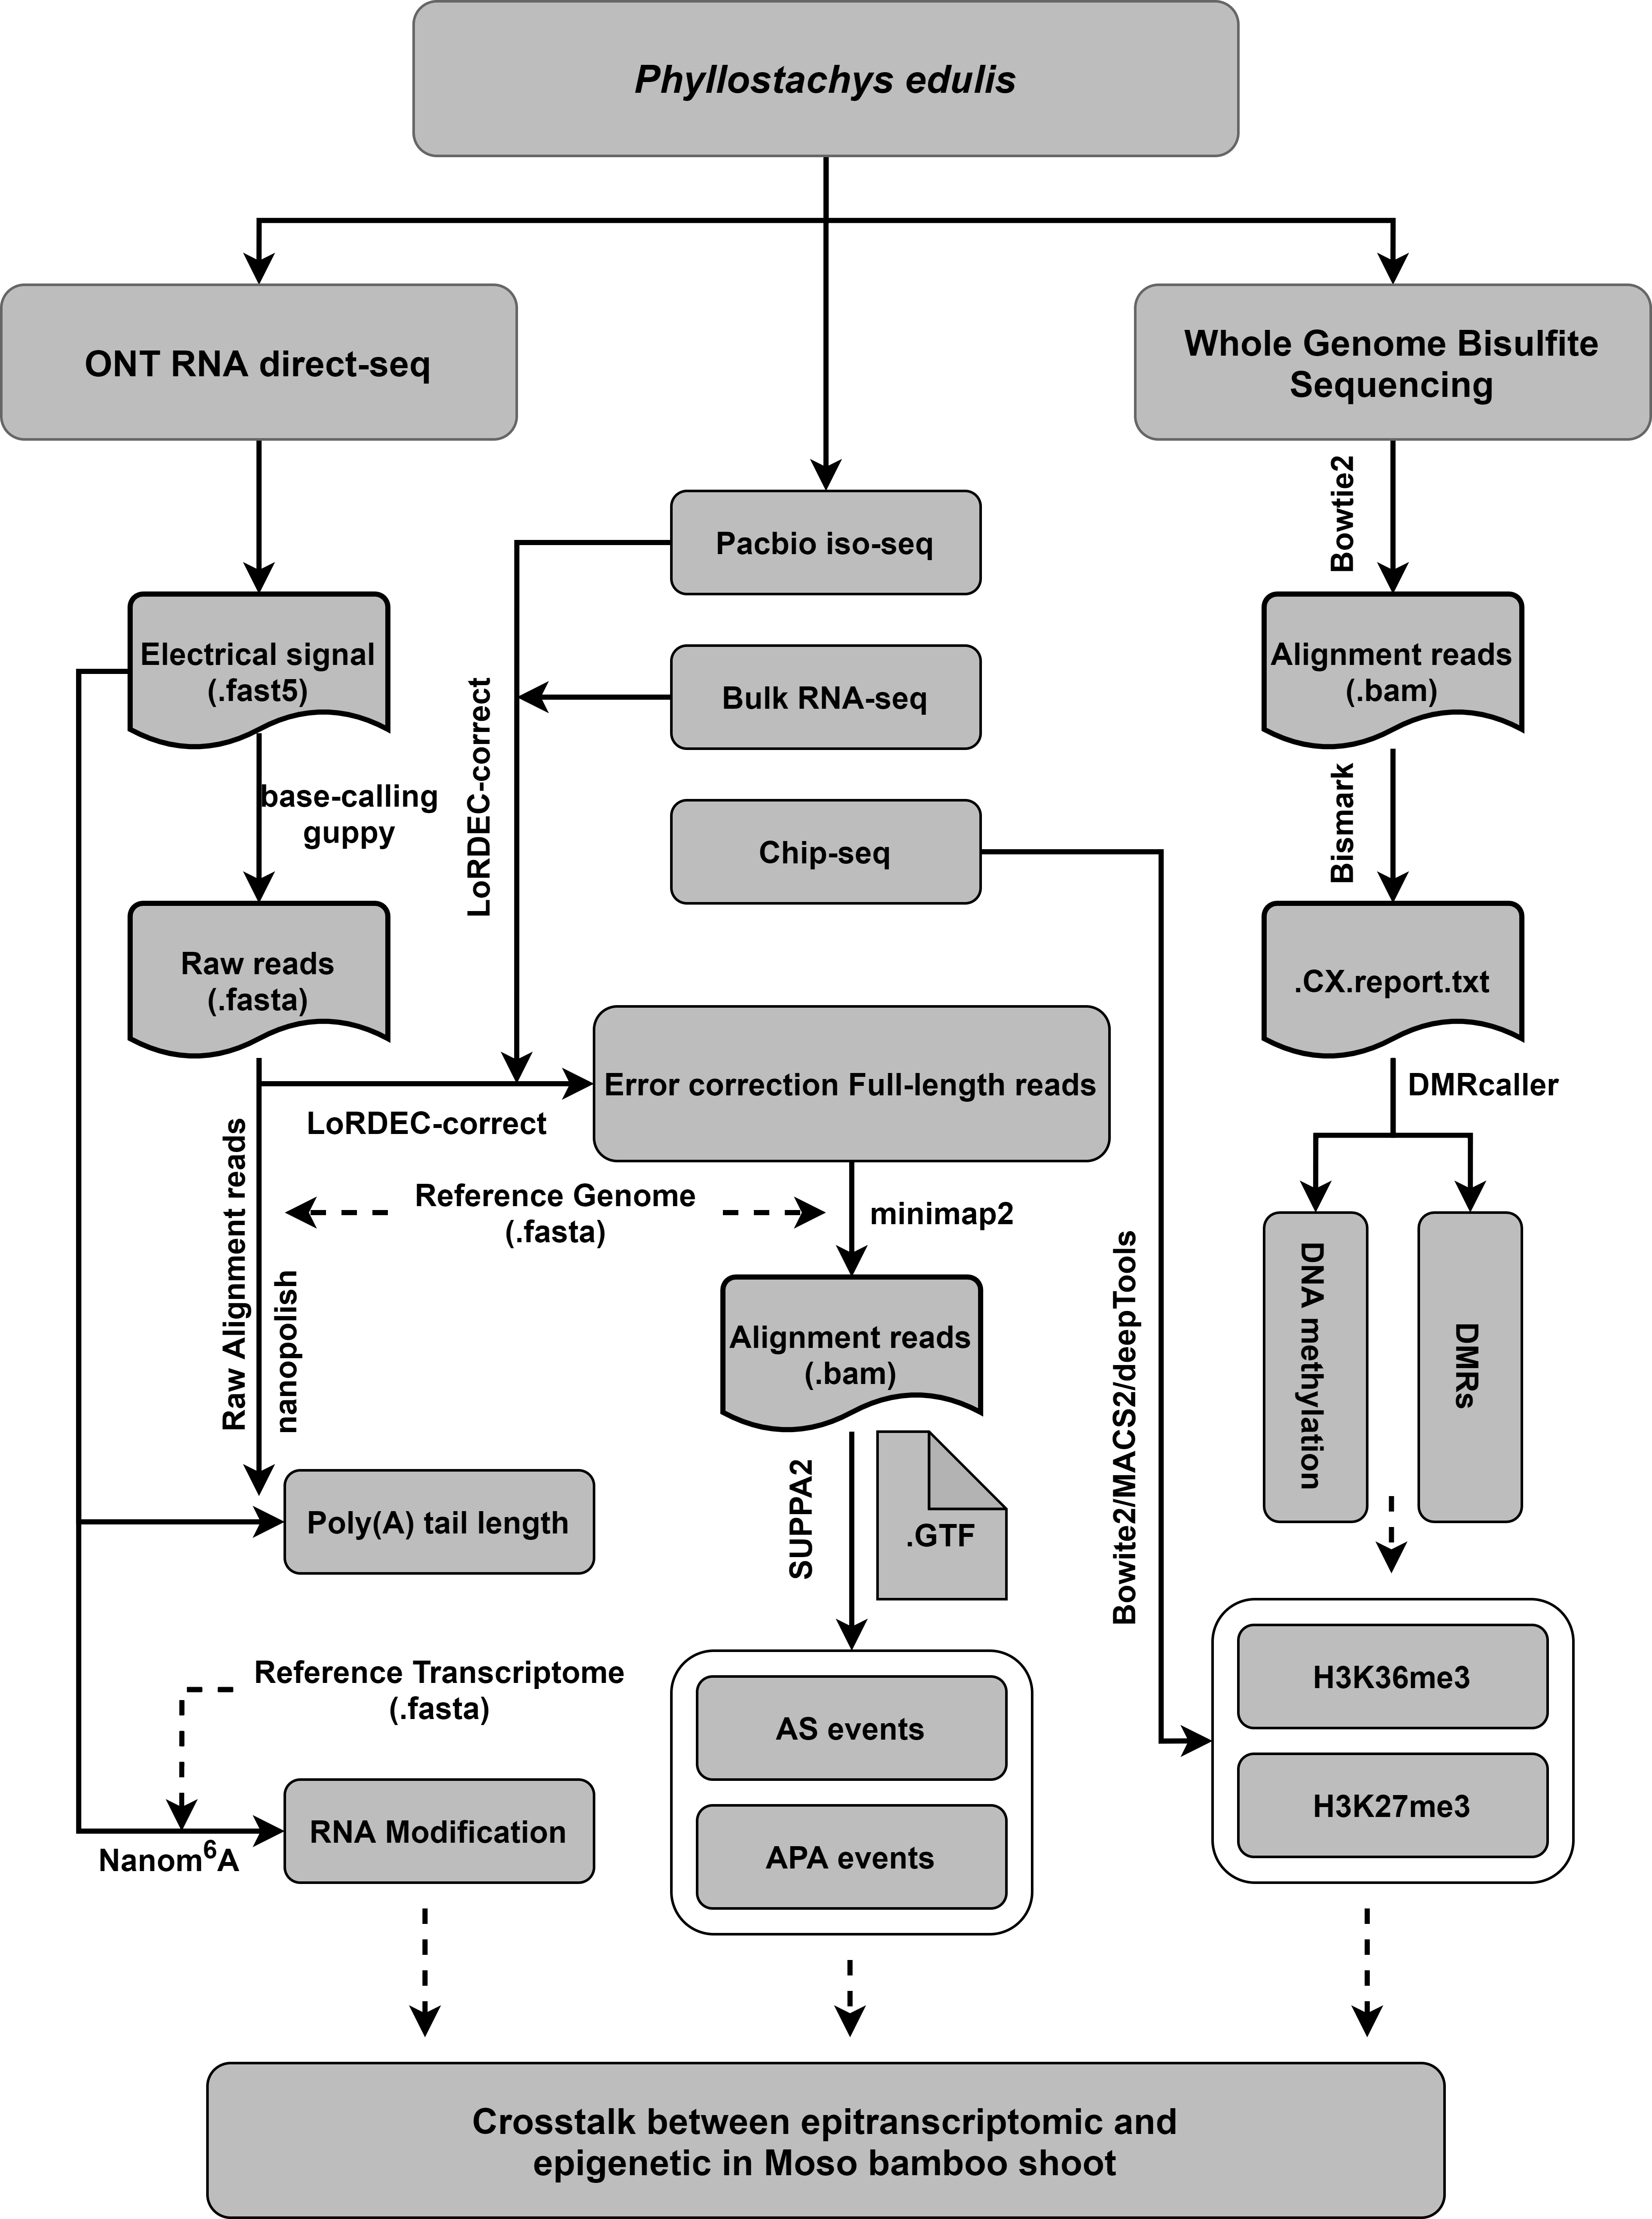 Phyllostachys edulis
ONT RNA direct-seq
Whole Genome Bisulfite
Sequencing
Bowtie2
Pacbio iso-seq
Electrical signal
(.fast5)
Alignment reads
(.bam)
Bulk RNA-seq
LoRDEC-correct
base-calling
guppy
Bismark
Chip-seq
Raw reads
(.fasta)
.CX.report.txt
Error correction Full-length reads
DMRcaller
LoRDEC-correct
Raw Alignment reads
nanopolish
Reference Genome
(.fasta)
minimap2
Bowite2/MACS2/deepTools
DNA methylation
DMRs
Alignment reads
(.bam)
SUPPA2
.GTF
Poly(A) tail length
Reference Transcriptome
(.fasta)
H3K36me3
AS events
H3K27me3
RNA Modification
Nanom⁶A
APA events
Crosstalk between epitranscriptomic and
epigenetic in Moso bamboo shoot